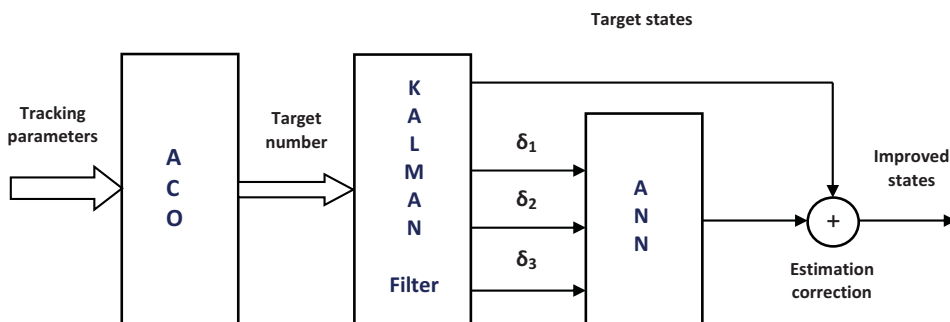 Target states
Tracking
parameters
A
C
O
Target
number
K
A
L
M
A
N
Filter
δ1
δ2
δ3
A
N
N
+
Improved
states
Estimation
correction